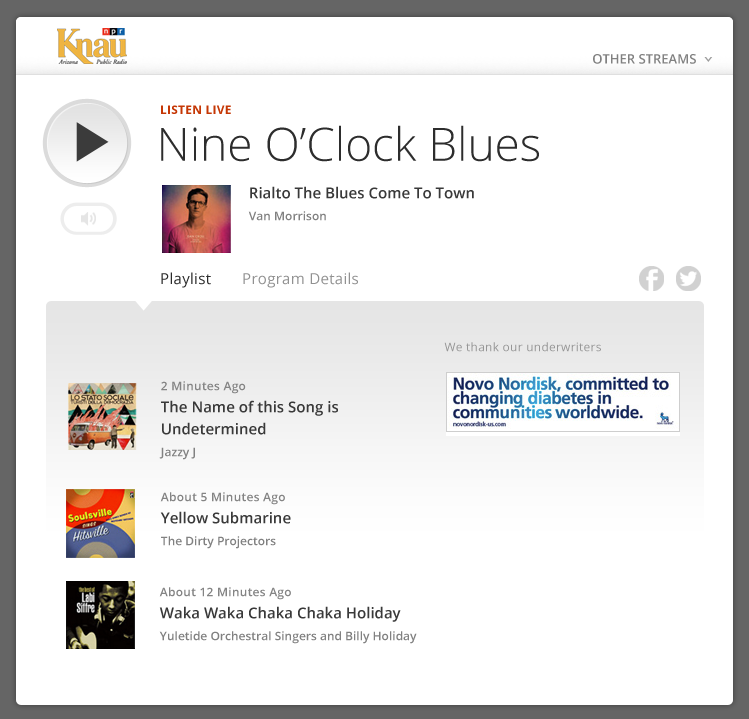 npr
Knau
Arizona Public Radio
OTHER STREAMS
LISTEN LIVE
Nine O'Clock Blues
Rialto The Blues Come To Town
Van Morrison
Playlist
Program Details
We thank our underwriters
Novo Nordisk, committed to
changing diabetes in
communities worldwide.
novonordisk-us.com
2 Minutes Ago
The Name of this Song is
Undetermined
Jazzy J
LO STATO SOCIALE
TURISTI DELLA DEMOCRAZIA
About 5 Minutes Ago
Yellow Submarine
The Dirty Projectors
Soulsville
SINGS
Hitsville
About 12 Minutes Ago
Waka Waka Chaka Chaka Holiday
Yuletide Orchestral Singers and Billy Holiday
the best of
Labi
Siffre